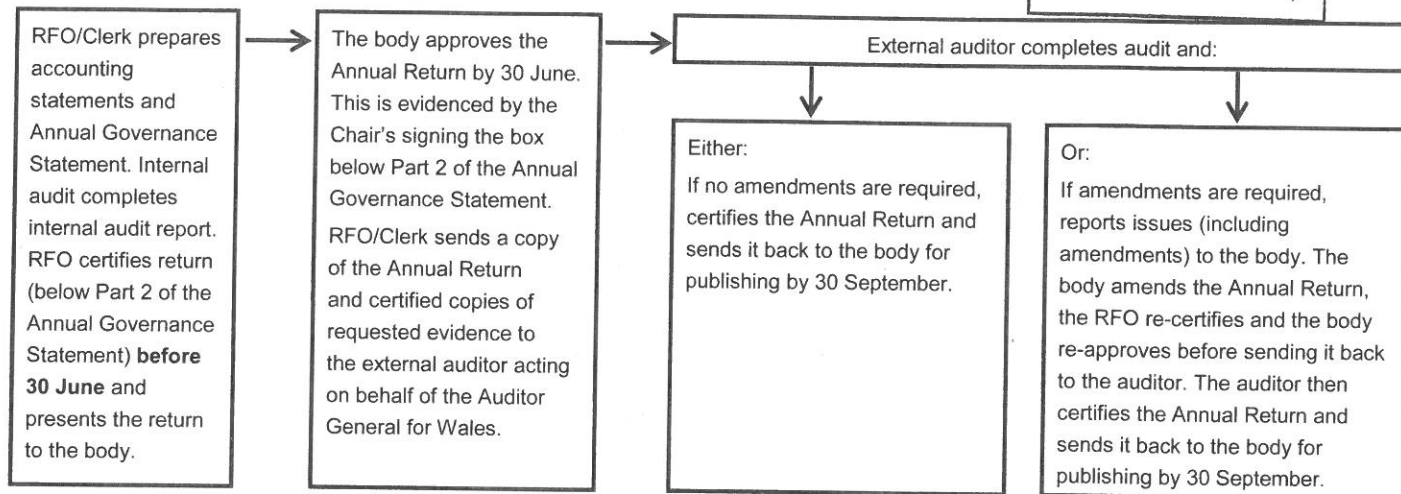 RFO/Clerk prepares
accounting
statements and
Annual Governance
Statement. Internal
audit completes
internal audit report.
RFO certifies return
(below Part 2 of the
Annual Governance
Statement) before
30 June and
presents the return
to the body.
The body approves the
Annual Return by 30 June.
This is evidenced by the
Chair's signing the box
below Part 2 of the Annual
Governance Statement.
RFO/Clerk sends a copy
of the Annual Return
and certified copies of
requested evidence to
the external auditor acting
on behalf of the Auditor
General for Wales.
External auditor completes audit and:
Either:
If no amendments are required,
certifies the Annual Return and
sends it back to the body for
publishing by 30 September.
Or:
If amendments are required,
reports issues (including
amendments) to the body. The
body amends the Annual Return,
the RFO re-certifies and the body
re-approves before sending it back
to the auditor. The auditor then
certifies the Annual Return and
sends it back to the body for
publishing by 30 September.